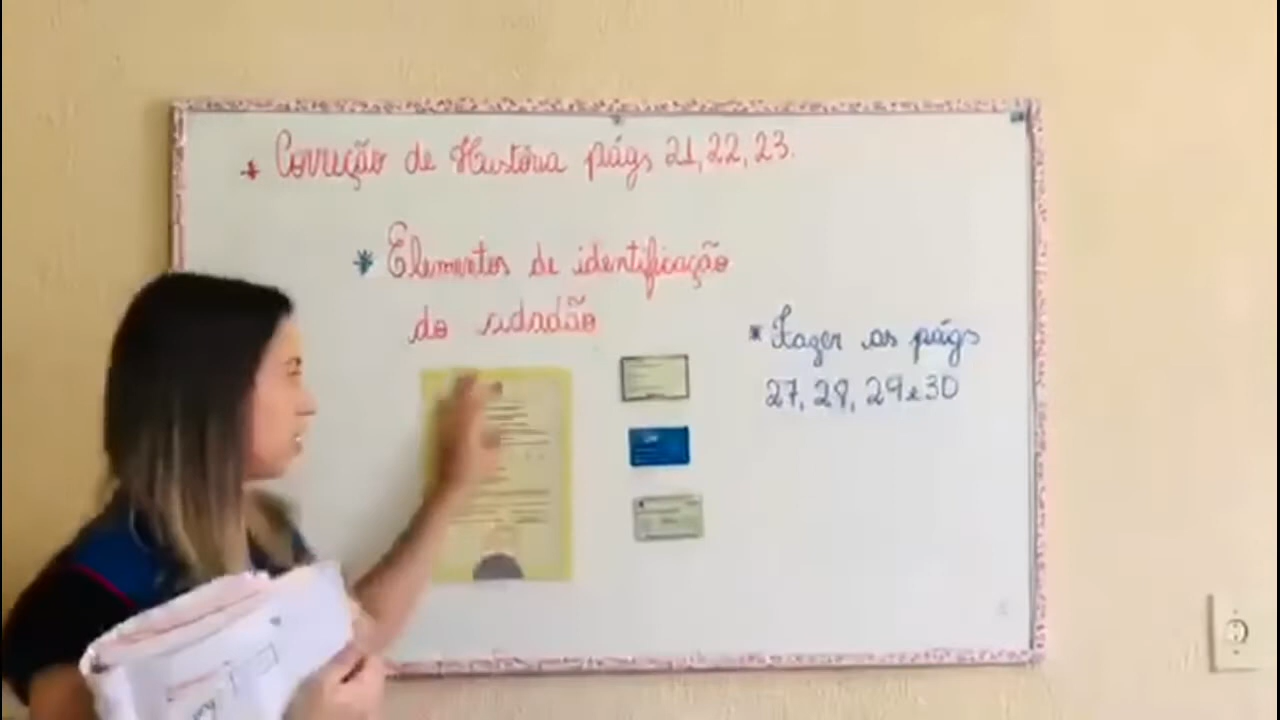 * Correção de História págs 21, 22, 23.
* Elementos de identificação
do cidadão
* Fazer as págs
27, 28, 29 e 30